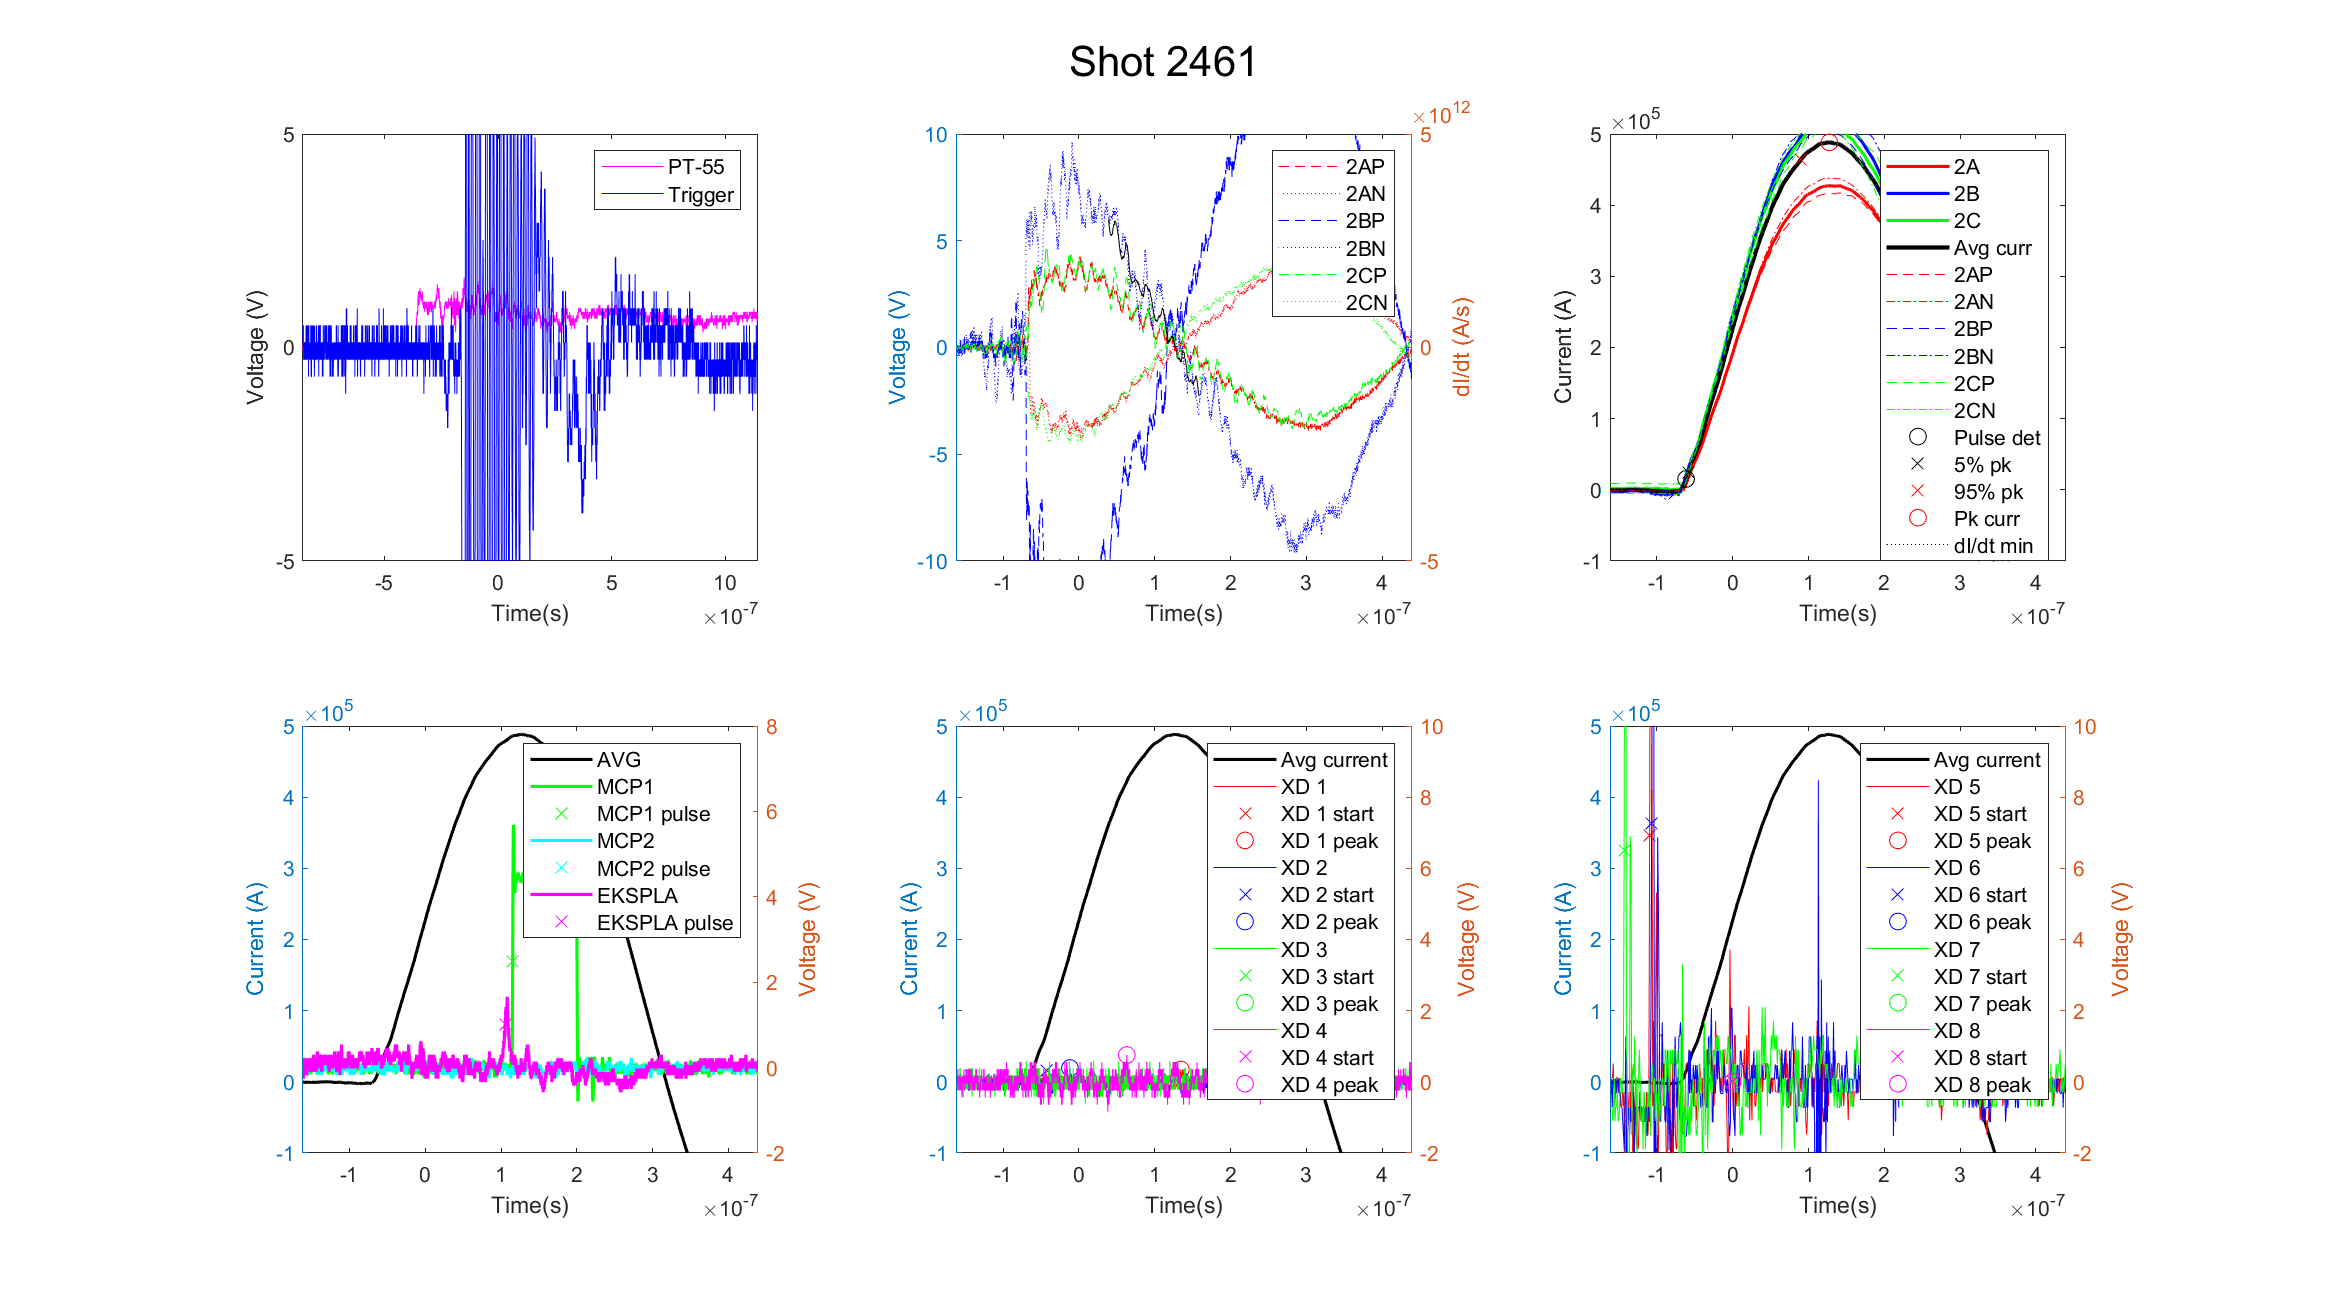 Shot 2461
5
0
-5
Voltage (V)
-5
0
5
10
Time(s)
×10-7
PT-55
Trigger
10
5
0
-5
-10
Voltage (V)
-1
0
1
2
3
4
Time(s)
×10-7
×1012
5
0
-5
dI/dt (A/s)
2AP
2AN
2BP
2BN
2CP
2CN
×105
5
4
3
2
1
0
-1
Current (A)
-1
0
1
2
3
4
Time(s)
×10-7
2A
2B
2C
Avg curr
2AP
2AN
2BP
2BN
2CP
2CN
Pulse det
5% pk
95% pk
Pk curr
dI/dt min
×105
5
4
3
2
1
0
-1
Current (A)
-1
0
1
2
3
4
Time(s)
×10-7
8
6
4
2
0
-2
Voltage (V)
AVG
MCP1
MCP1 pulse
MCP2
MCP2 pulse
EKSPLA
EKSPLA pulse
×105
5
4
3
2
1
0
-1
Current (A)
-1
0
1
2
3
4
Time(s)
×10-7
10
8
6
4
2
0
-2
Voltage (V)
Avg current
XD 1
XD 1 start
XD 1 peak
XD 2
XD 2 start
XD 2 peak
XD 3
XD 3 start
XD 3 peak
XD 4
XD 4 start
XD 4 peak
×105
5
4
3
2
1
0
-1
Current (A)
-1
0
1
2
3
4
Time(s)
×10-7
10
8
6
4
2
0
-2
Voltage (V)
Avg current
XD 5
XD 5 start
XD 5 peak
XD 6
XD 6 start
XD 6 peak
XD 7
XD 7 start
XD 7 peak
XD 8
XD 8 start
XD 8 peak